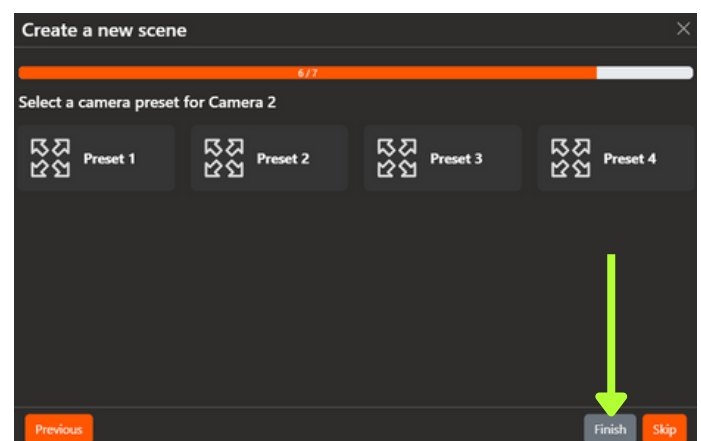 Create a new scene
6/7
Select a camera preset for Camera 2
Preset 1
Preset 2
Preset 3
Preset 4
Previous
Finish
Skip